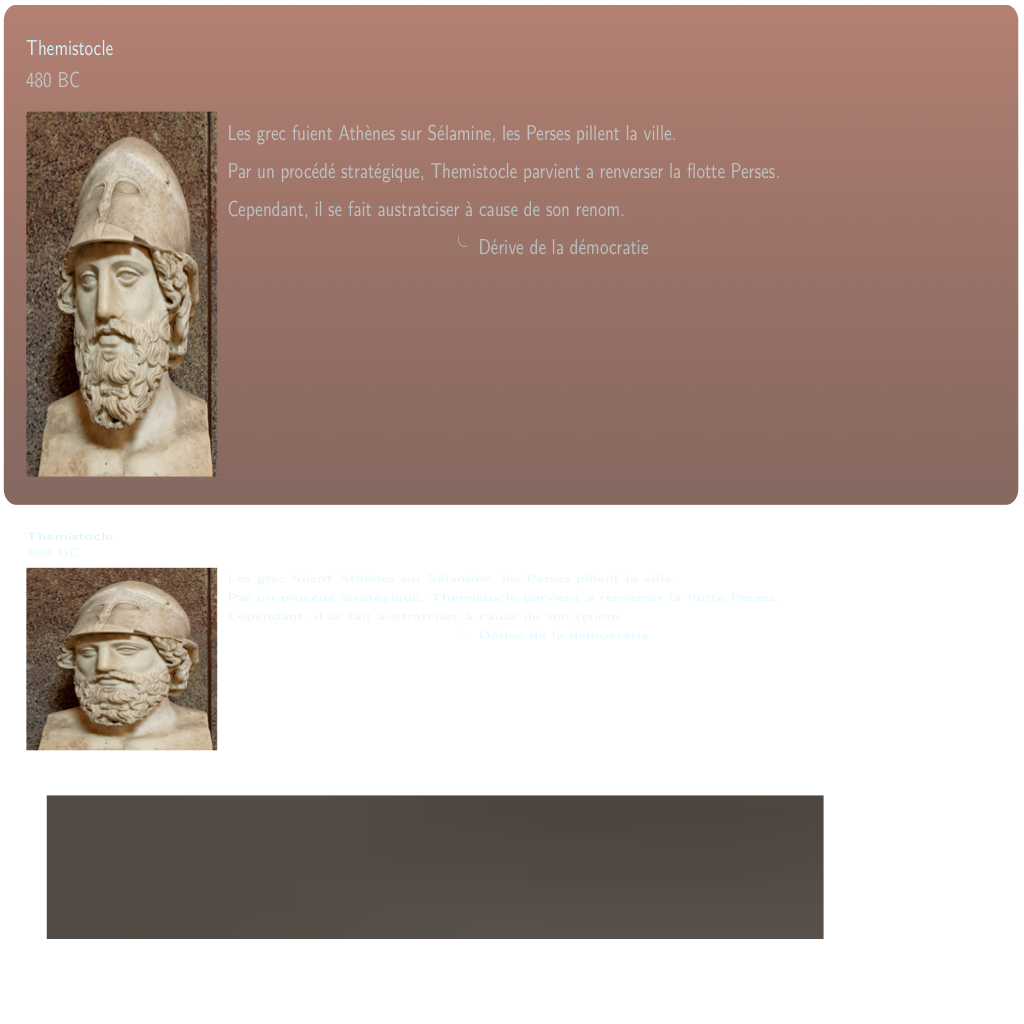 Themistocle
480 BC
Les grec fuient Athènes sur Sélamine, les Perses pillent la ville.
Par un procédé stratégique, Themistocle parvient a renverser la flotte Perses.
Cependant, il se fait austratciser à cause de son renom.
Dérive de la démocratie
Themistocle
480 BC
Les grec fuient Athènes sur Sélamine, les Perses pillent la ville.
Par un procédé stratégique, Themistocle parvient a renverser la flotte Perses.
Cependant, il se fait austratciser à cause de son renom.
Dérive de la démocratie